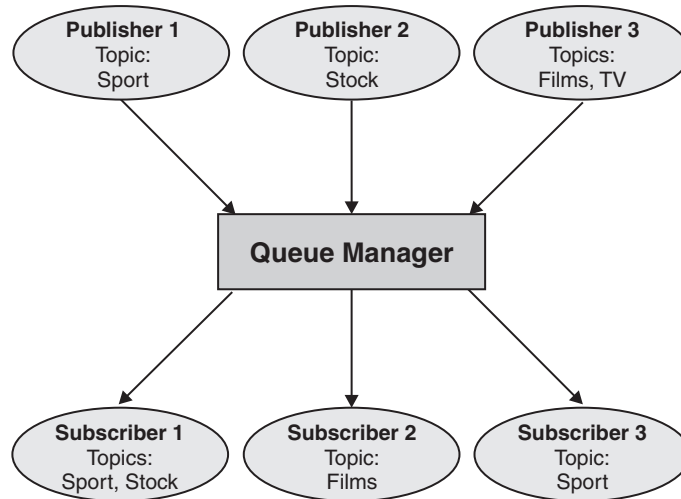 Publisher 1
Topic:
Sport
Publisher 2
Topic:
Stock
Publisher 3
Topics:
Films, TV
Queue Manager
Subscriber 1
Topics:
Sport, Stock
Subscriber 2
Topic:
Films
Subscriber 3
Topic:
Sport